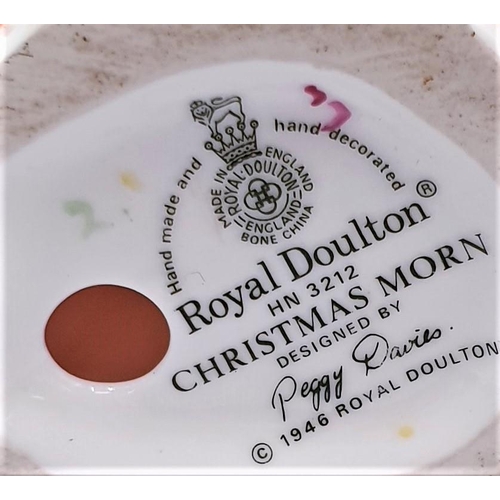 Hand made and hand decorated
MADE IN ENGLAND
ROYAL·DOULTON
ENGLAND
BONE CHINA
Royal Doulton®
HN 3212
CHRISTMAS MORN
DESIGNED BY
Peggy Davies.
© 1946 ROYAL DOULTON